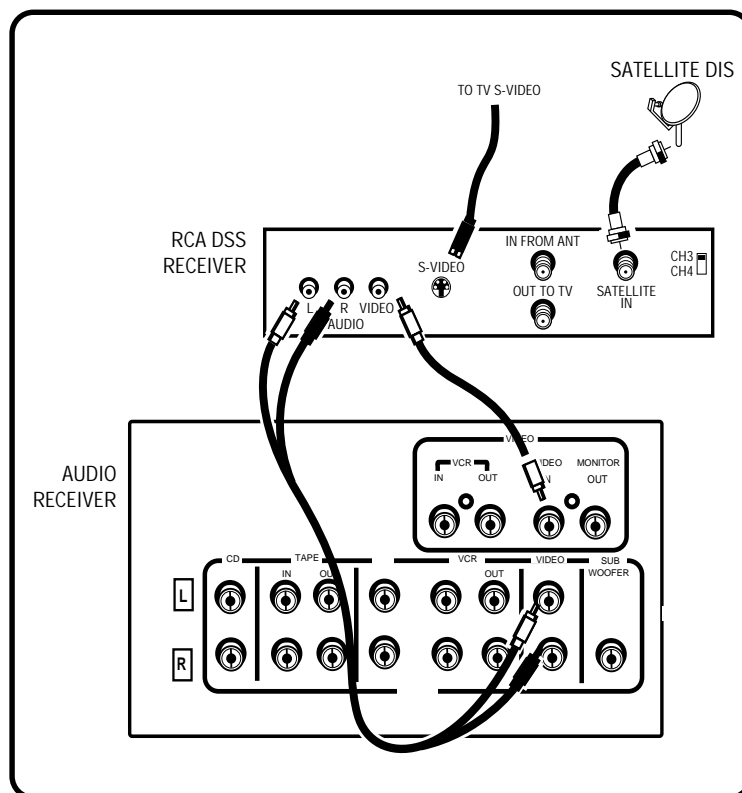 SATELLITE DIS
TO TV S-VIDEO
RCA DSS
RECEIVER
IN FROM ANT
S-VIDEO
CH3
CH4
OUT TO TV
SATELLITE
IN
L R VIDEO
AUDIO
AUDIO
RECEIVER
VCR
MONITOR
IN OUT
OUT
CD TAPE VCR VIDEO SUB
WOOFER
IN
OUT
L
R